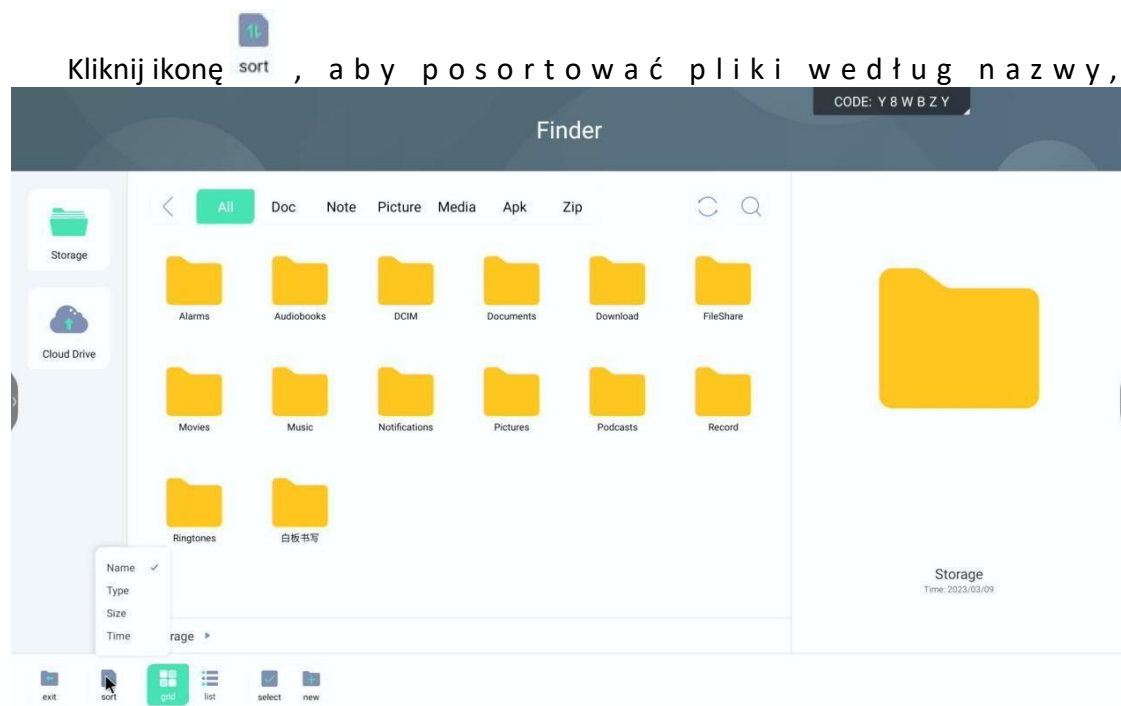 Kliknij ikonę sort , aby posortować pliki według nazwy,
CODE: Y8WBZY
Finder
All Doc Note Picture Media Apk Zip
Storage
Cloud Drive
Alarms Audiobooks DCIM Documents Download FileShare
Movies Music Notifications Pictures Podcasts Record
Ringtones 白板书写
Name
Type
Size
Time
rage
Storage
Time: 2023/03/09
exit sort grid list select new